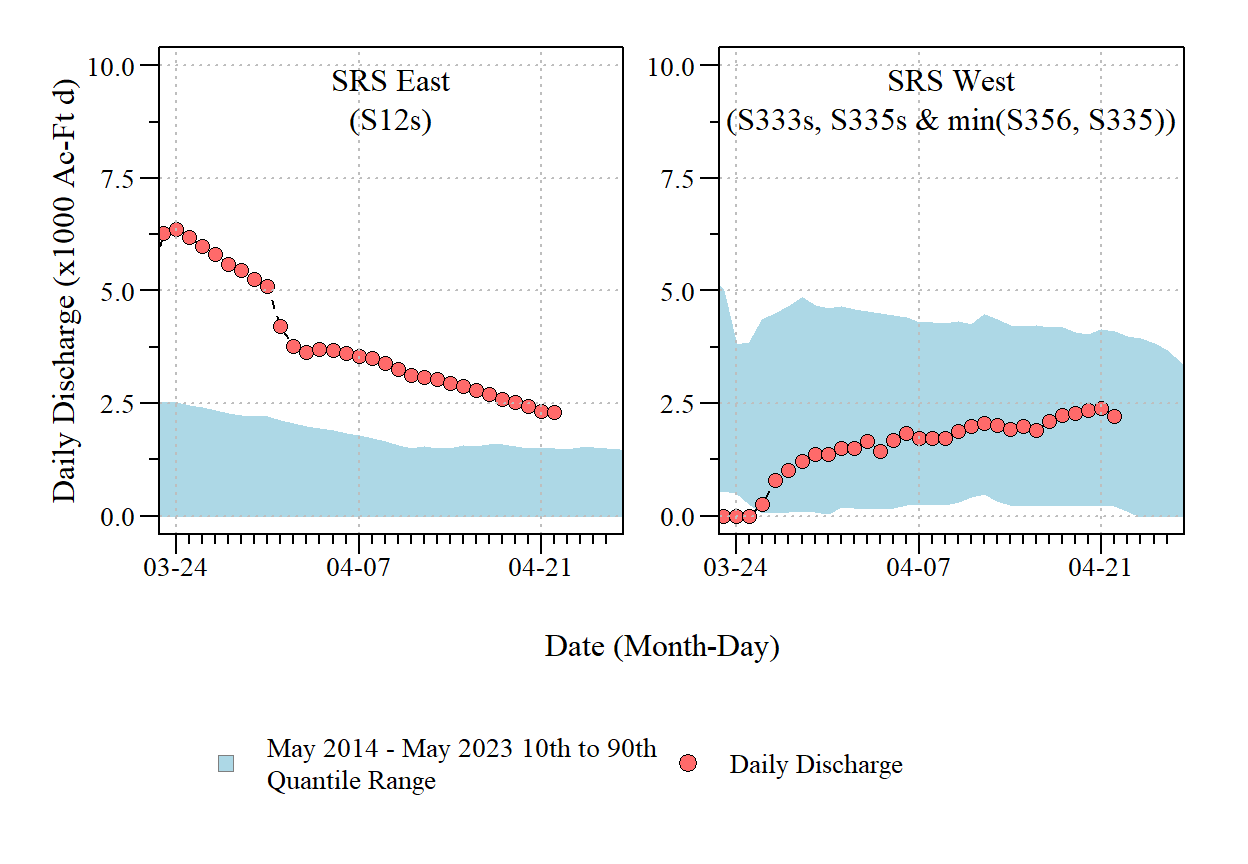 SRS East
(S12s)
SRS West
(S333s, S335s & min(S356, S335))
Daily Discharge (x1000 Ac-Ft d)
10.0
7.5
5.0
2.5
0.0
03-24
04-07
04-21
10.0
7.5
5.0
2.5
0.0
03-24
04-07
04-21
Date (Month-Day)
May 2014 - May 2023 10th to 90th
Quantile Range
Daily Discharge